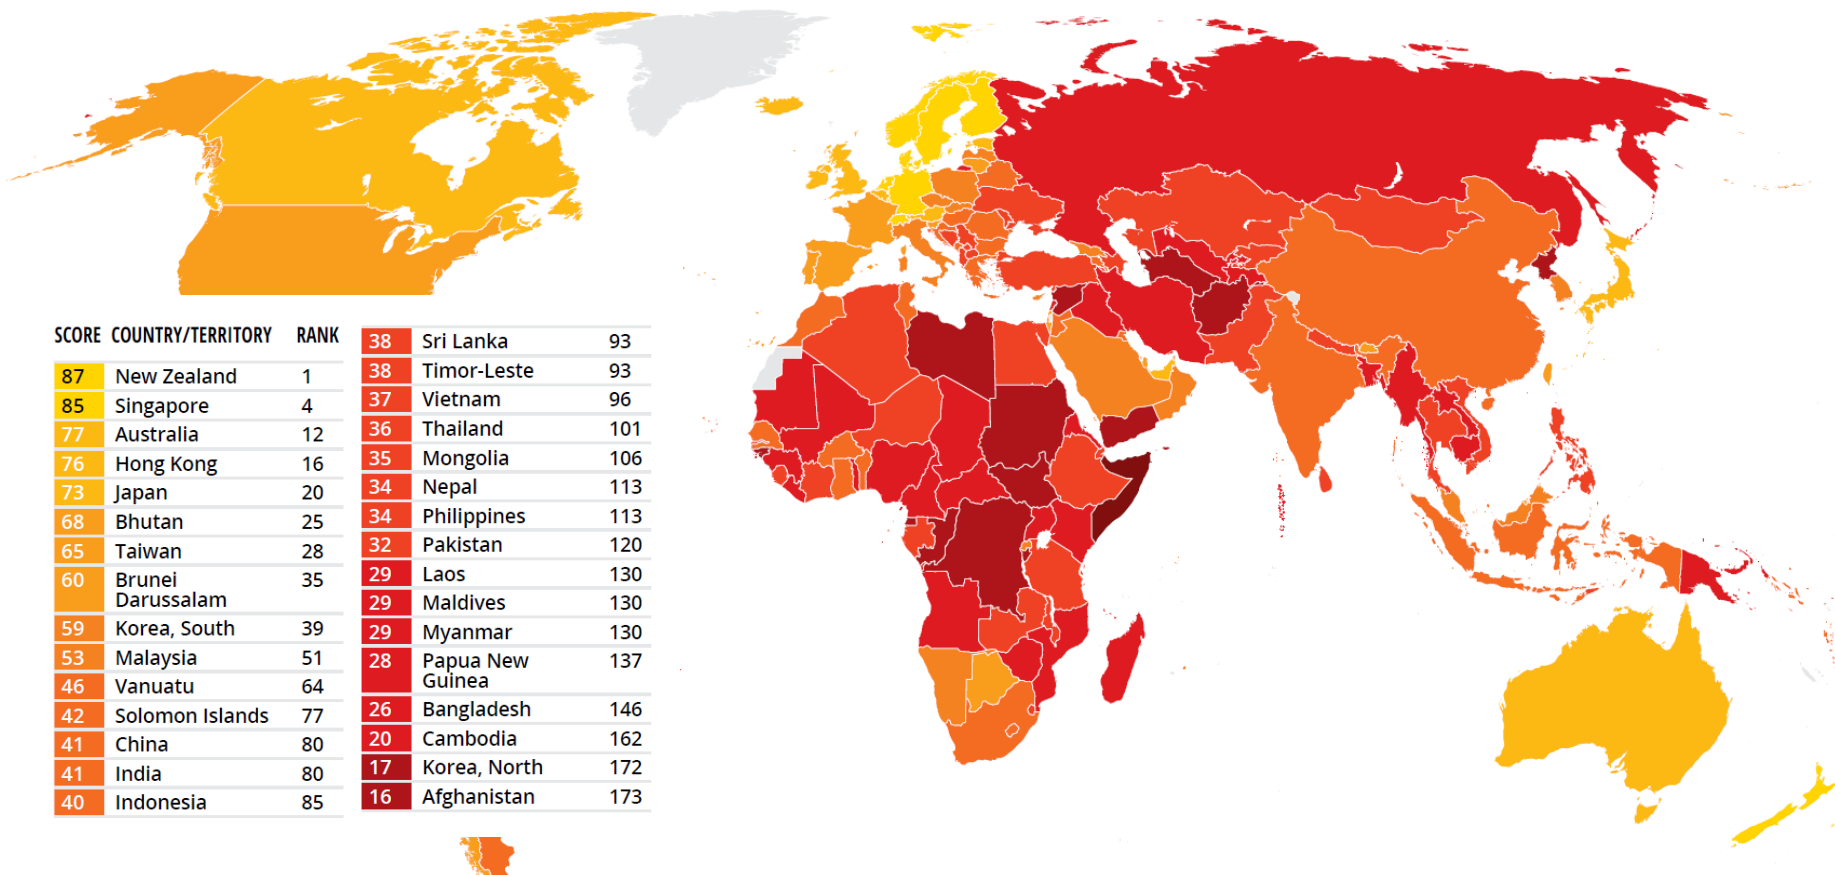 SCORE COUNTRY/TERRITORY RANK
87 New Zealand 1
85 Singapore 4
77 Australia 12
76 Hong Kong 16
73 Japan 20
68 Bhutan 25
65 Taiwan 28
60 Brunei 35
Darussalam
59 Korea, South 39
53 Malaysia 51
46 Vanuatu 64
42 Solomon Islands 77
41 China 80
41 India 80
40 Indonesia 85
38 Sri Lanka 93
38 Timor-Leste 93
37 Vietnam 96
36 Thailand 101
35 Mongolia 106
34 Nepal 113
34 Philippines 113
32 Pakistan 120
29 Laos 130
29 Maldives 130
29 Myanmar 130
28 Papua New 137
Guinea
26 Bangladesh 146
20 Cambodia 162
17 Korea, North 172
16 Afghanistan 173